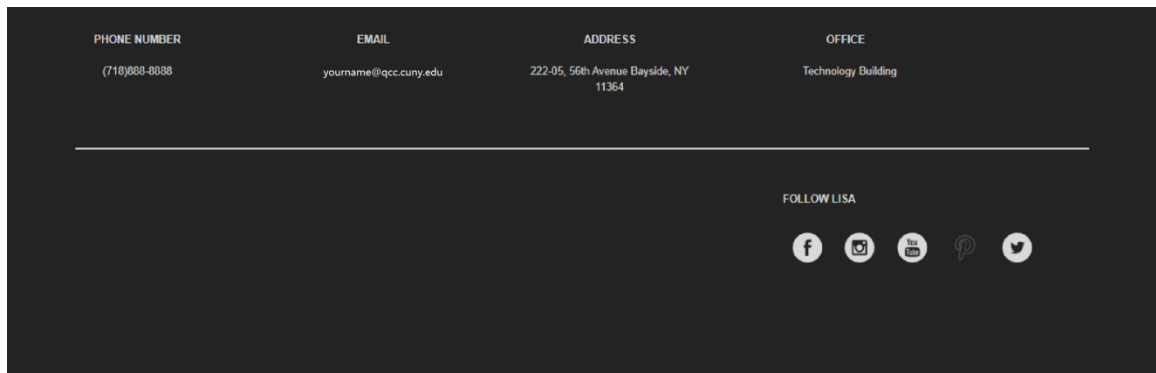 PHONE NUMBER
(718)888-8888
EMAIL
yourname@qcc.cuny.edu
ADDRESS
222-05, 56th Avenue Bayside, NY
11364
OFFICE
Technology Building
FOLLOW LISA
f
You
Tube